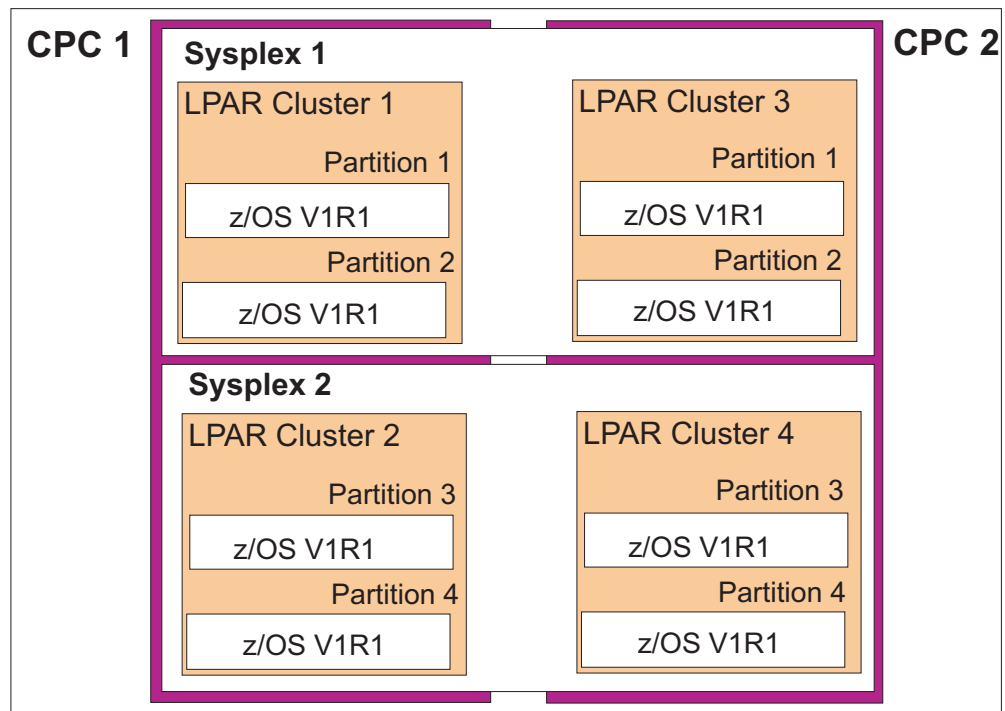 CPC 1
CPC 2
Sysplex 1
LPAR Cluster 1
Partition 1
z/OS V1R1
Partition 2
z/OS V1R1
LPAR Cluster 3
Partition 1
z/OS V1R1
Partition 2
z/OS V1R1
Sysplex 2
LPAR Cluster 2
Partition 3
z/OS V1R1
Partition 4
z/OS V1R1
LPAR Cluster 4
Partition 3
z/OS V1R1
Partition 4
z/OS V1R1